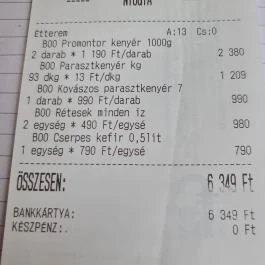 NYUGTA
Étterem A:13 Cs:0
B00 Promontor kenyér 1000g
2 darab * 1 190 Ft/darab 2 380
B00 Parasztkenyér kg
93 dkg * 13 Ft/dkg 1 209
B00 Kovászos parasztkenyér 7
1 darab * 990 Ft/darab 990
B00 Rétesek minden íz
2 egység * 490 Ft/egysé 980
B00 Cserpes kefir 0,5lit
1 egység * 790 Ft/egysé 790
ÖSSZESEN: 6 349 Ft
BANKKÁRTYA: 6 349 Ft
KÉSZPÉNZ:. 0 Ft